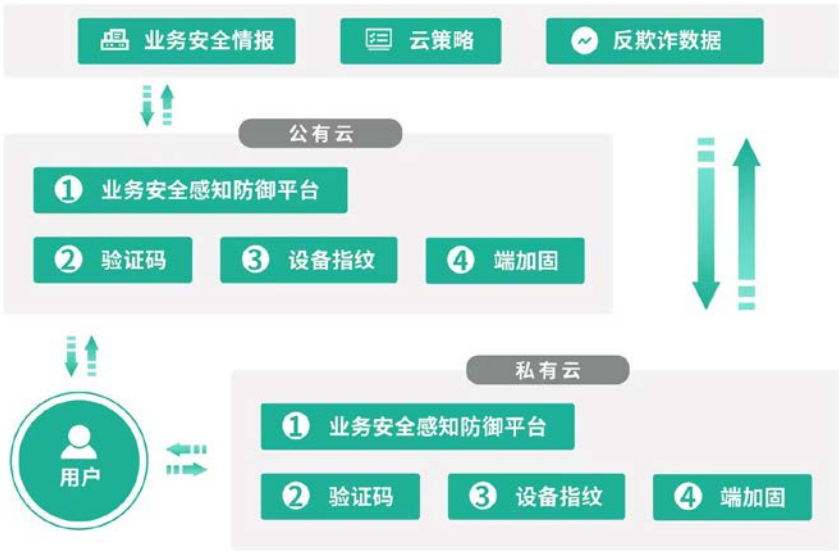 业务安全情报 云策略 反欺诈数据
公有云
1 业务安全感知防御平台
2 验证码 3 设备指纹 4 端加固
私有云
1 业务安全感知防御平台
用户
2 验证码 3 设备指纹 4 端加固